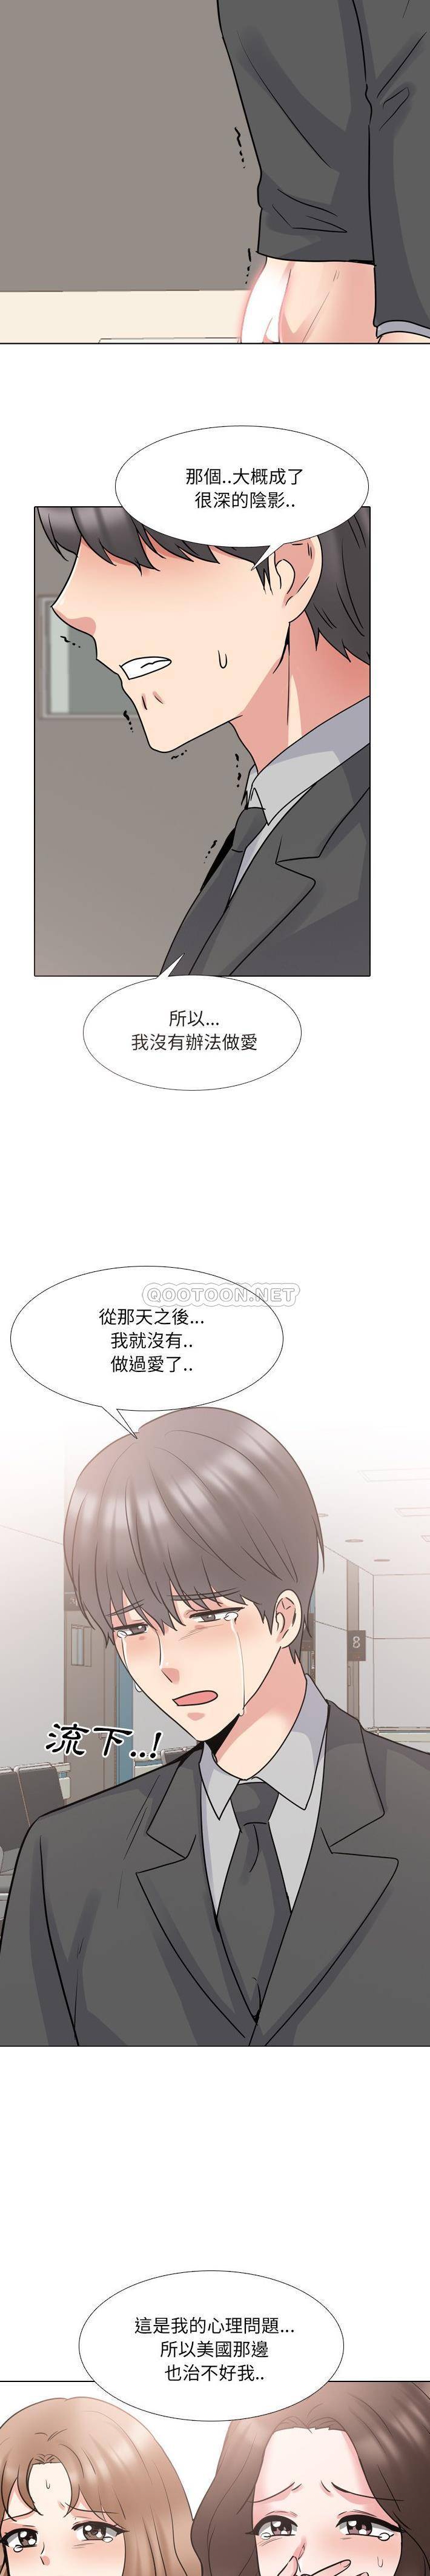 那個..大概成了
很深的陰影..
所以...
我沒有辦法做愛
QOOTOON.NET
從那天之後...
我就沒有..
做過愛了..
8
流下..!
這是我的心理問題...
所以美國那邊
也治不好我..